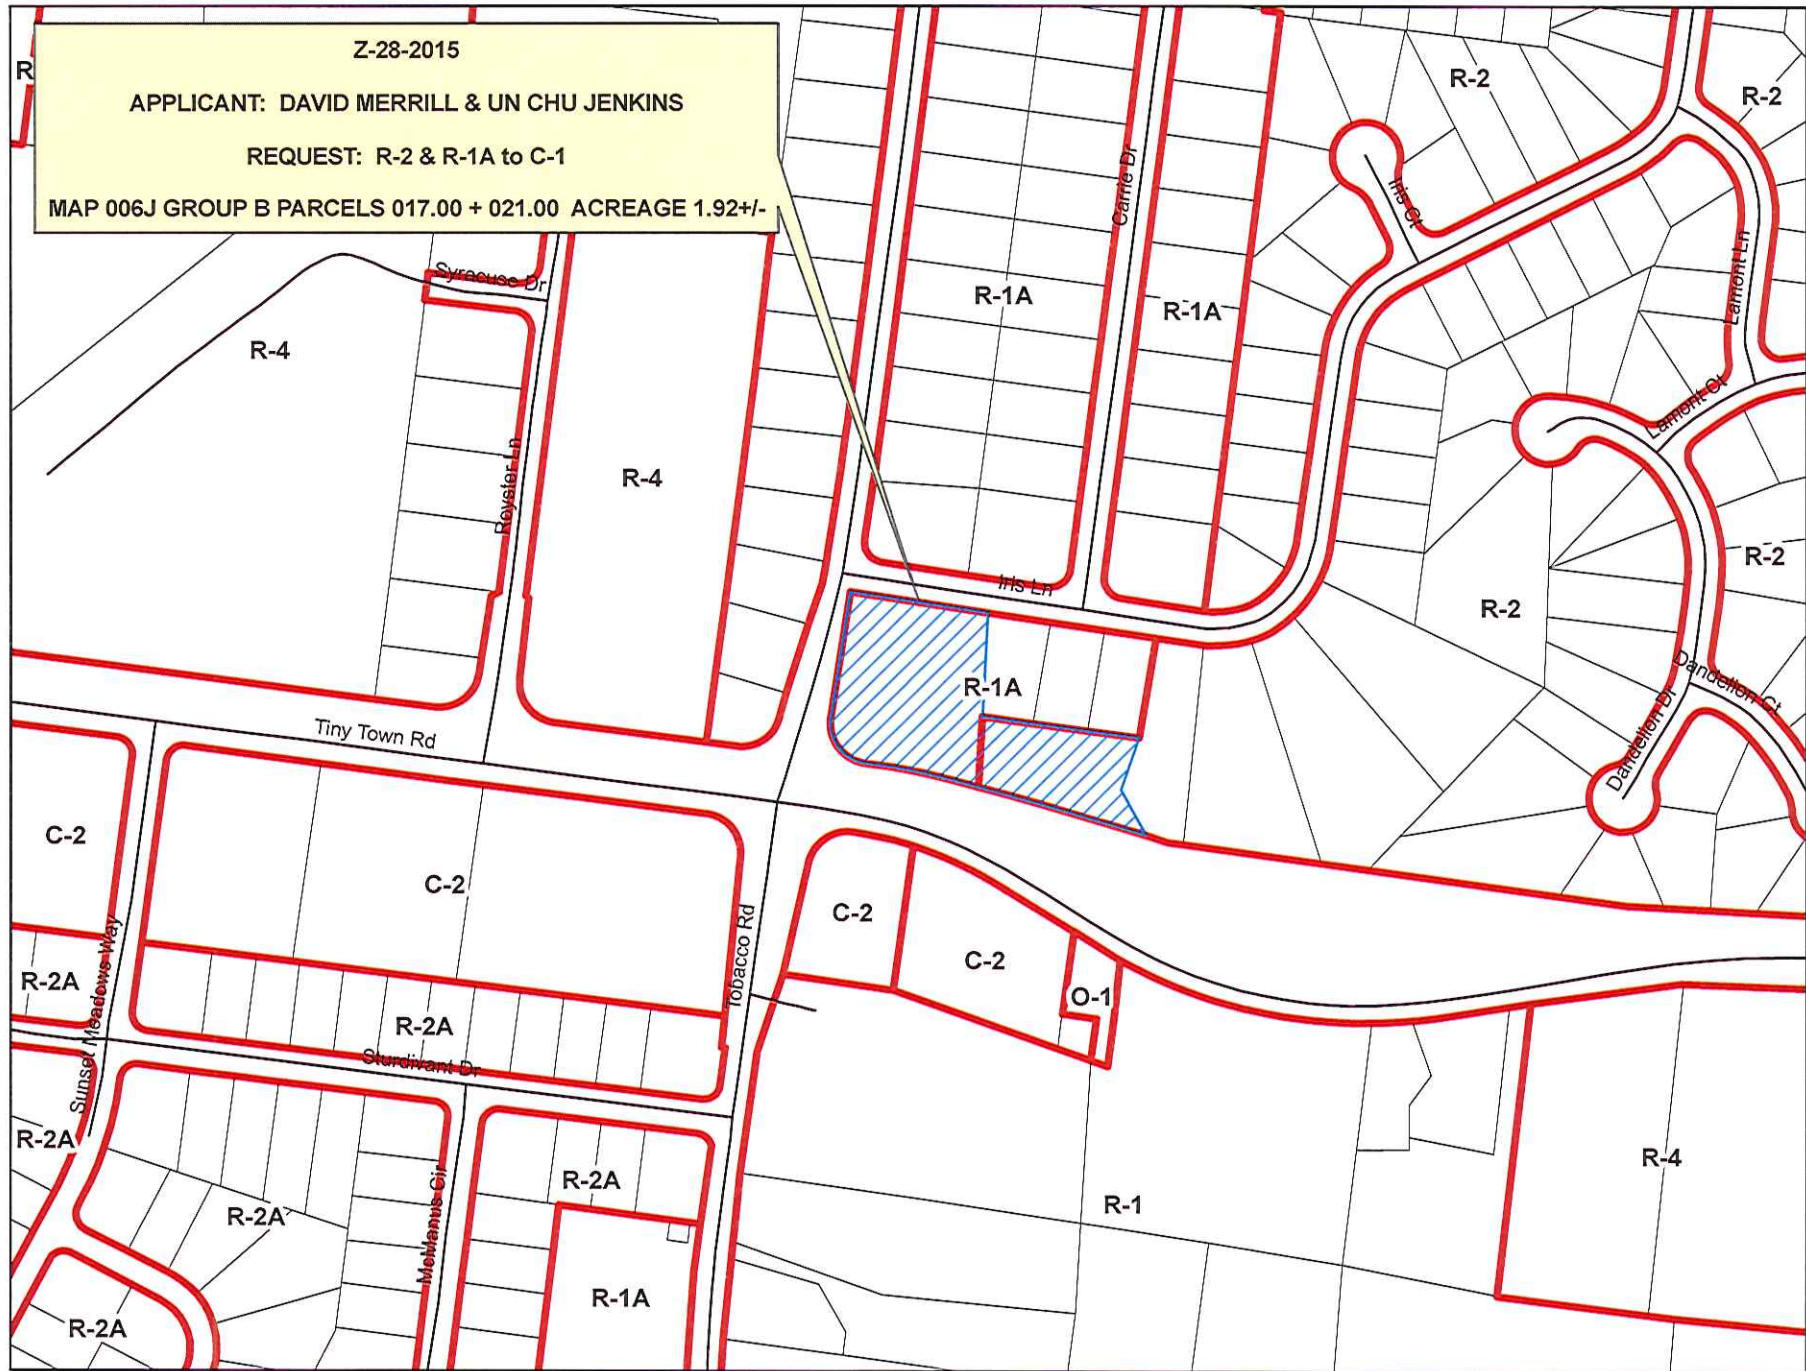 Z-28-2015
APPLICANT: DAVID MERRILL & UN CHU JENKINS
REQUEST: R-2 & R-1A to C-1
MAP 006J GROUP B PARCELS 017.00 + 021.00 ACREAGE 1.92+/-
R
R-2
R-2
Carrie Dr
Iris Ct
Lamont Ln
Syracuse Dr
R-4
R-1A
R-1A
Lamont Ct
Royster Ln
R-4
Iris Ln
R-2
R-2
R-1A
Dandelion Ct
Dandelion Dr
Tiny Town Rd
C-2
C-2
C-2
C-2
O-1
Tobacco Rd
Sunset Meadows Way
R-2A
R-2A
Sturdivant Dr
R-2A
R-2A
R-2A
McManus Cir
R-1
R-4
R-1A
R-2A